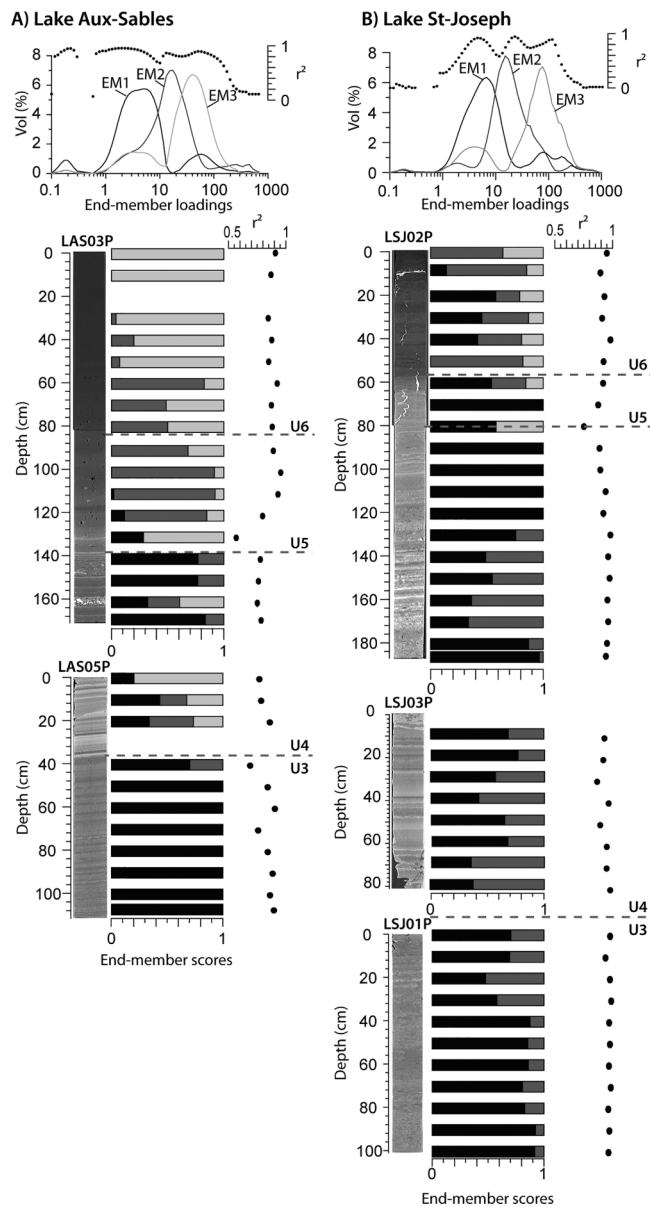 A) Lake Aux-Sables
8
6
4
2
0
Vol (%)
EM1
EM2
EM3
1
0
r²
0.1
1
10
100
1000
End-member loadings
r²
0.5
1
LAS03P
0
20
40
60
80
100
120
140
160
Depth (cm)
U6
U5
0
1
LAS05P
0
20
40
60
80
100
Depth (cm)
U4
U3
0
1
End-member scores
B) Lake St-Joseph
8
6
4
2
0
Vol (%)
EM1
EM2
EM3
1
0
r²
0.1
1
10
100
1000
End-member loadings
r²
0.5
1
LSJ02P
0
20
40
60
80
100
120
140
160
180
Depth (cm)
U6
U5
0
1
LSJ03P
0
20
40
60
80
Depth (cm)
0
1
U4
U3
LSJ01P
0
20
40
60
80
100
Depth (cm)
0
1
End-member scores